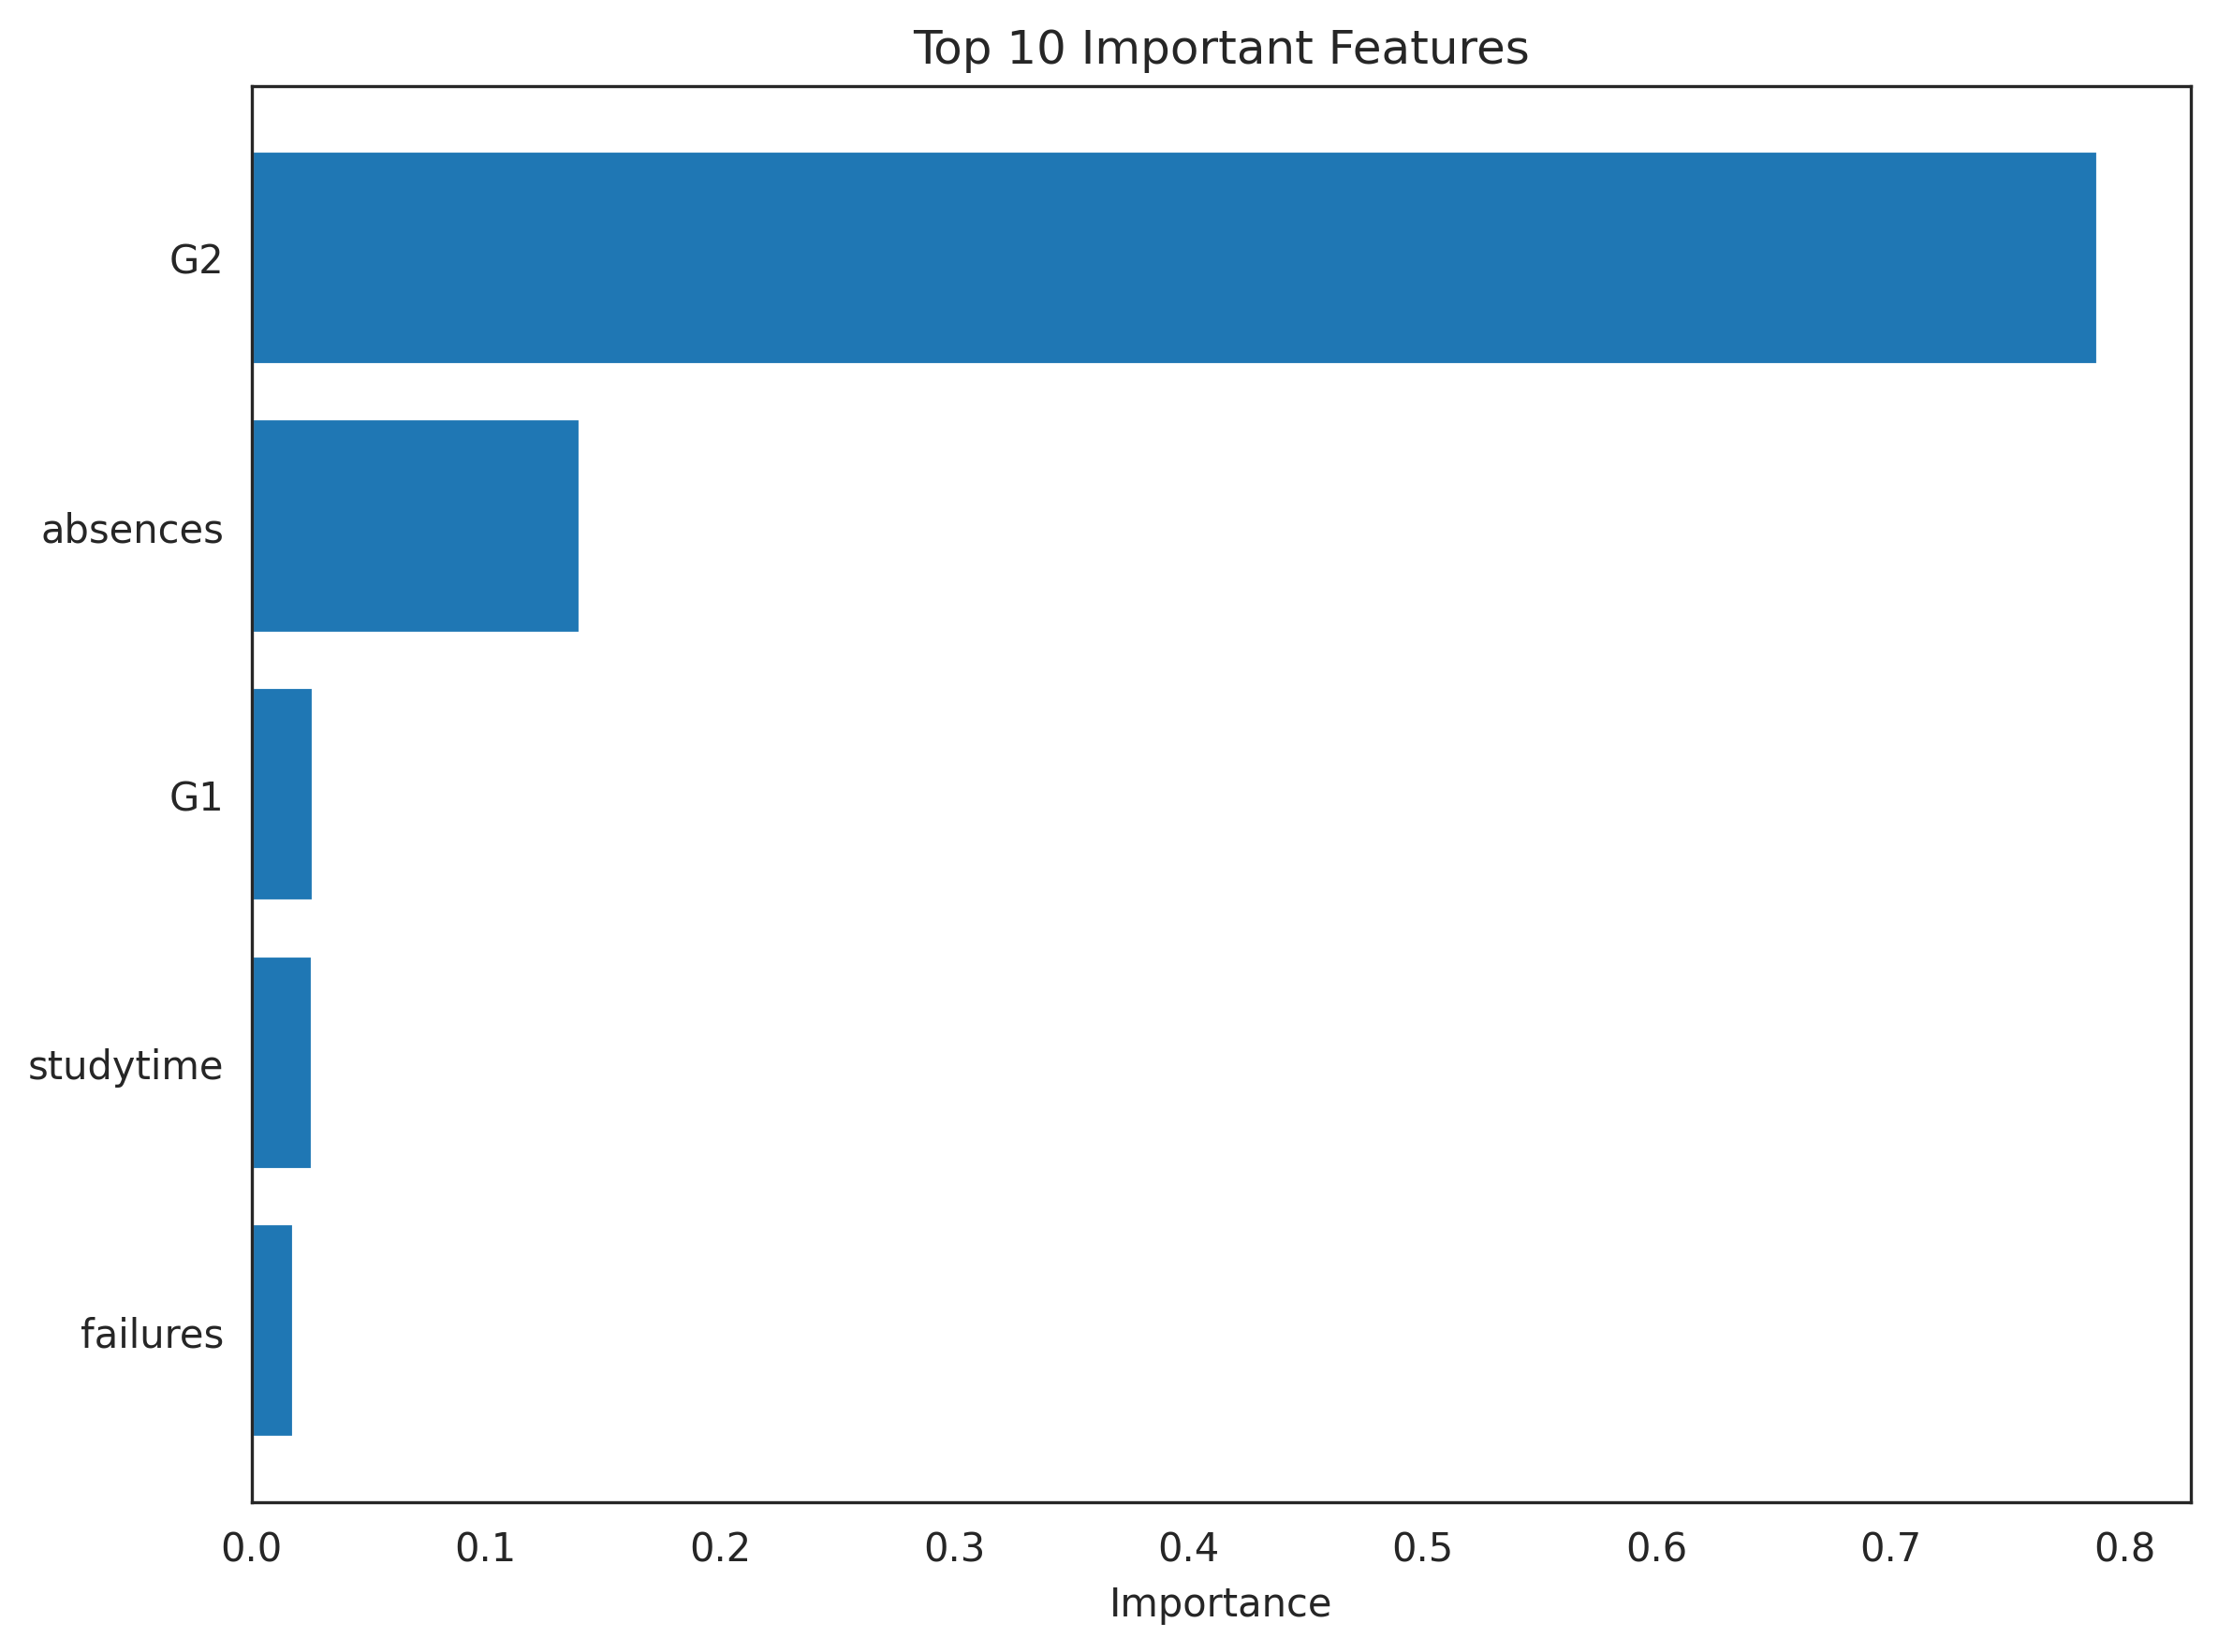 Top 10 Important Features
G2
absences
G1
studytime
failures
0.0 0.1 0.2 0.3 0.4 0.5 0.6 0.7 0.8
Importance